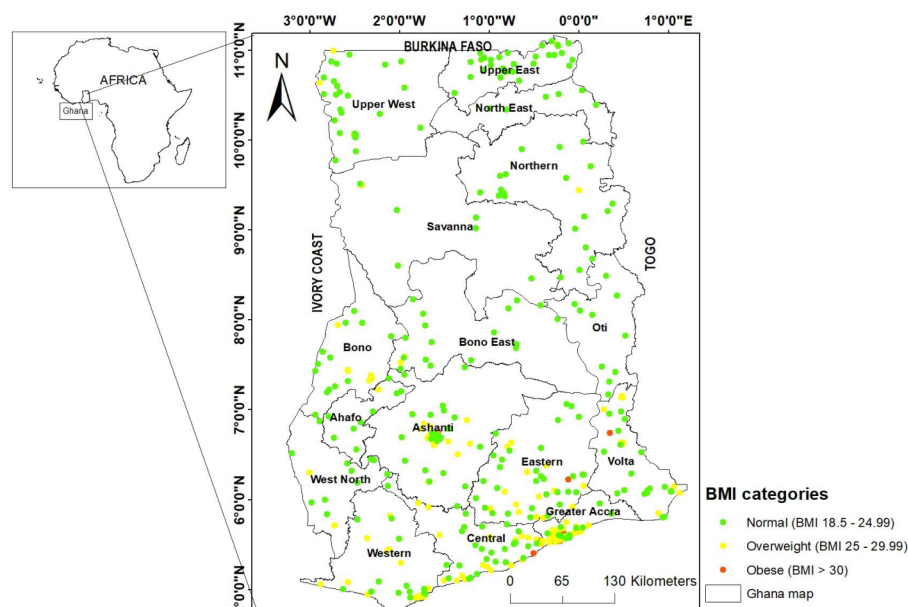 3°0'0"W
2°0'0"W
1°0'0"W
0°0'0"
1°0'0"E
11°0'0"N
10°0'0"N
9°0'0"N
8°0'0"N
7°0'0"N
6°0'0"N
°0'0"N
AFRICA
Ghana
N
BURKINA FASO
Upper East
Upper West
North East
Northern
Savanna
IVORY COAST
TOGO
Oti
Bono
Bono East
Ahafo
Ashanti
Eastern
Volta
West North
Greater Accra
Central
Western
0 65 130 Kilometers
BMI categories
Normal (BMI 18.5 - 24.99)
Overweight (BMI 25 - 29.99)
Obese (BMI > 30)
Ghana map